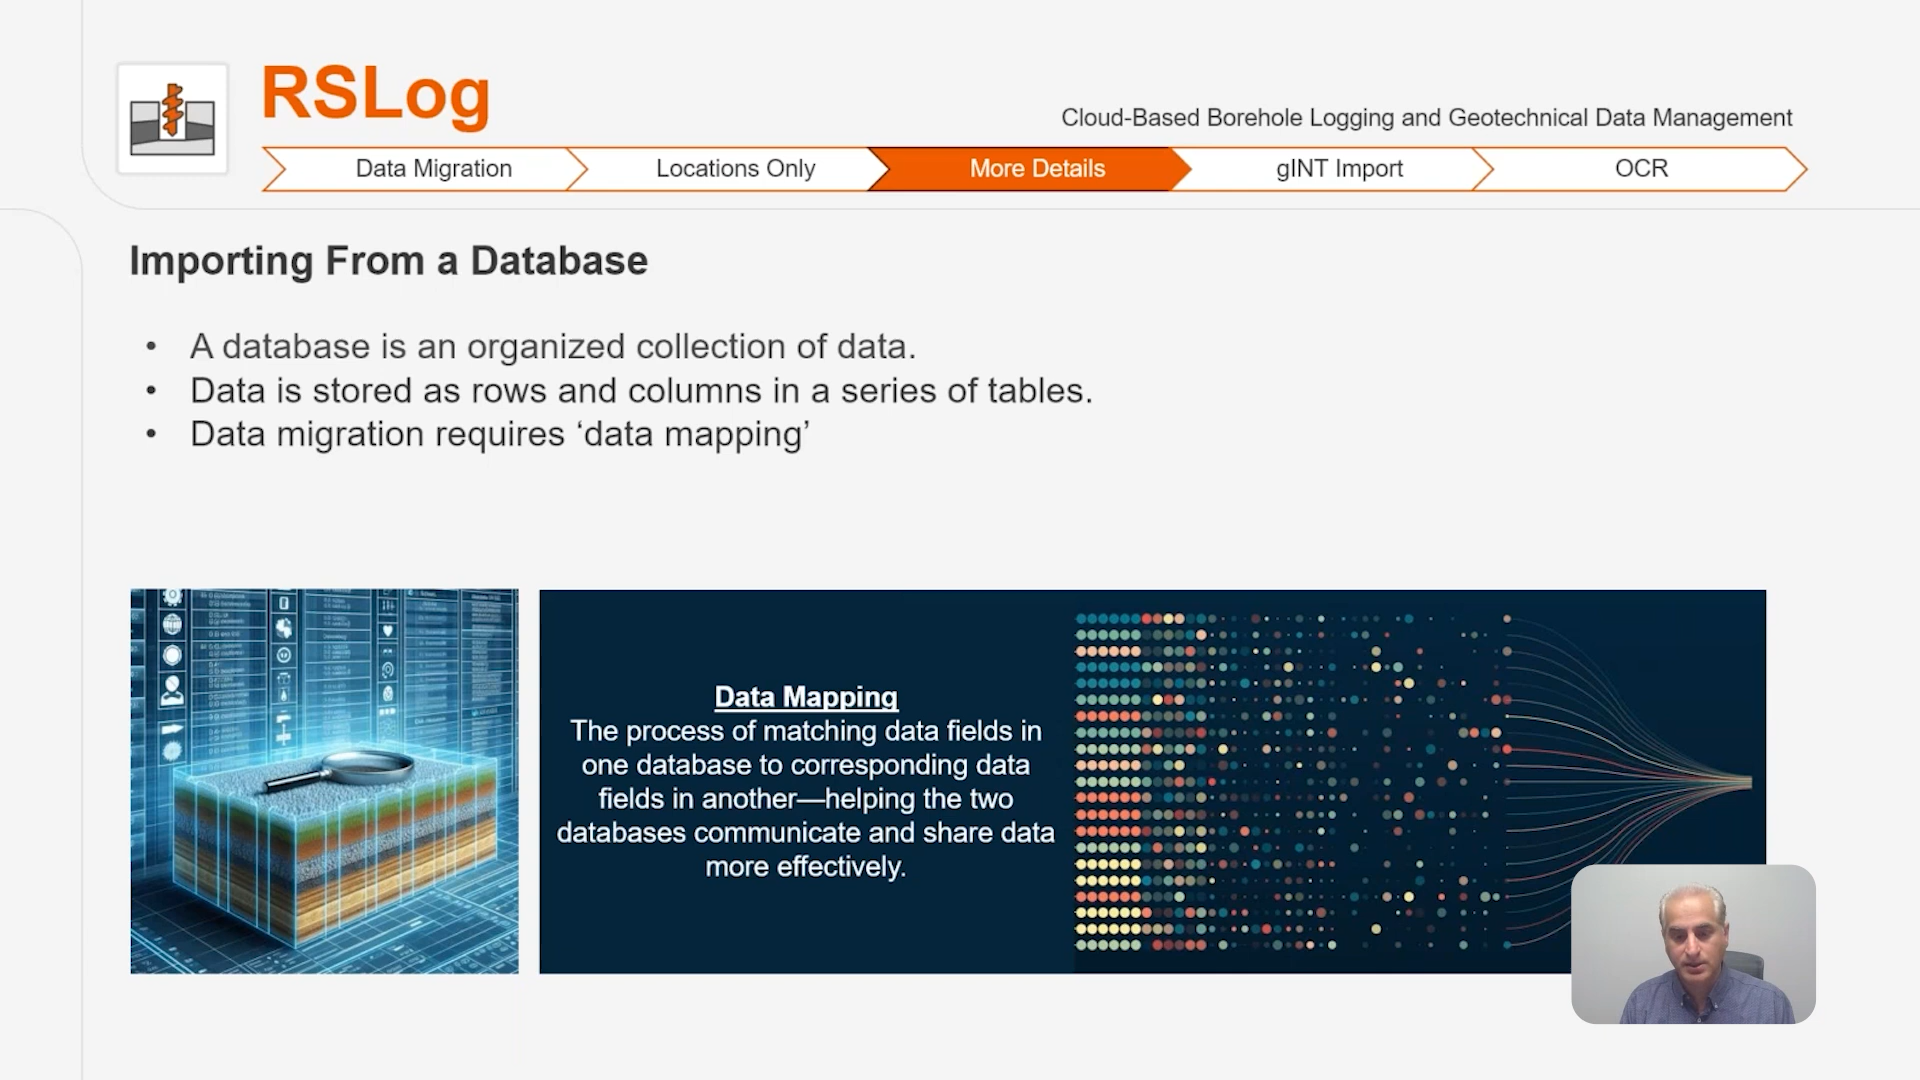 RSLog
Cloud-Based Borehole Logging and Geotechnical Data Management
Data Migration
Locations Only
More Details
gINT Import
OCR
Importing From a Database
• A database is an organized collection of data.
• Data is stored as rows and columns in a series of tables.
• Data migration requires ‘data mapping’
Data Mapping
The process of matching data fields in
one database to corresponding data
fields in another—helping the two
databases communicate and share data
more effectively.